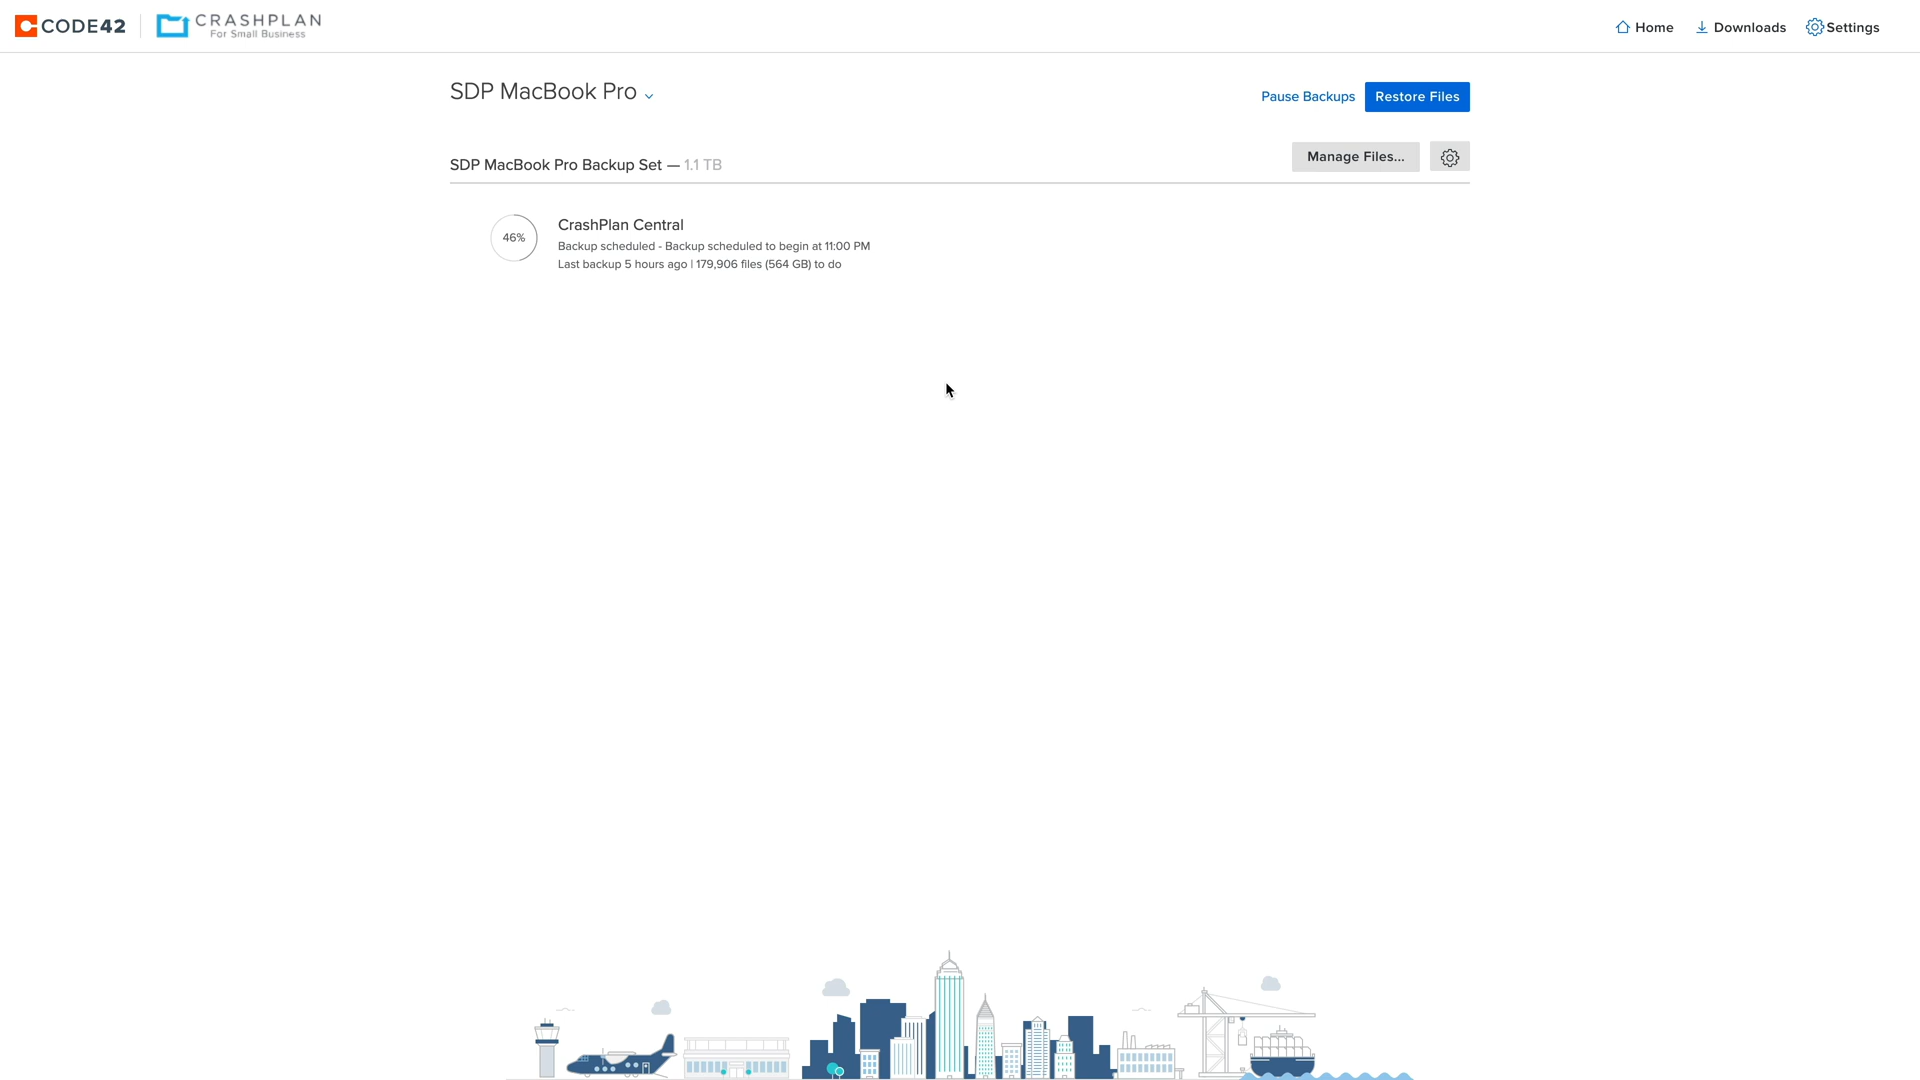 CODE42
CRASHPLAN
For Small Business
Home
Downloads
Settings
SDP MacBook Pro
Pause Backups
Restore Files
SDP MacBook Pro Backup Set — 1.1 TB
Manage Files...
46%
CrashPlan Central
Backup scheduled - Backup scheduled to begin at 11:00 PM
Last backup 5 hours ago | 179,906 files (564 GB) to do